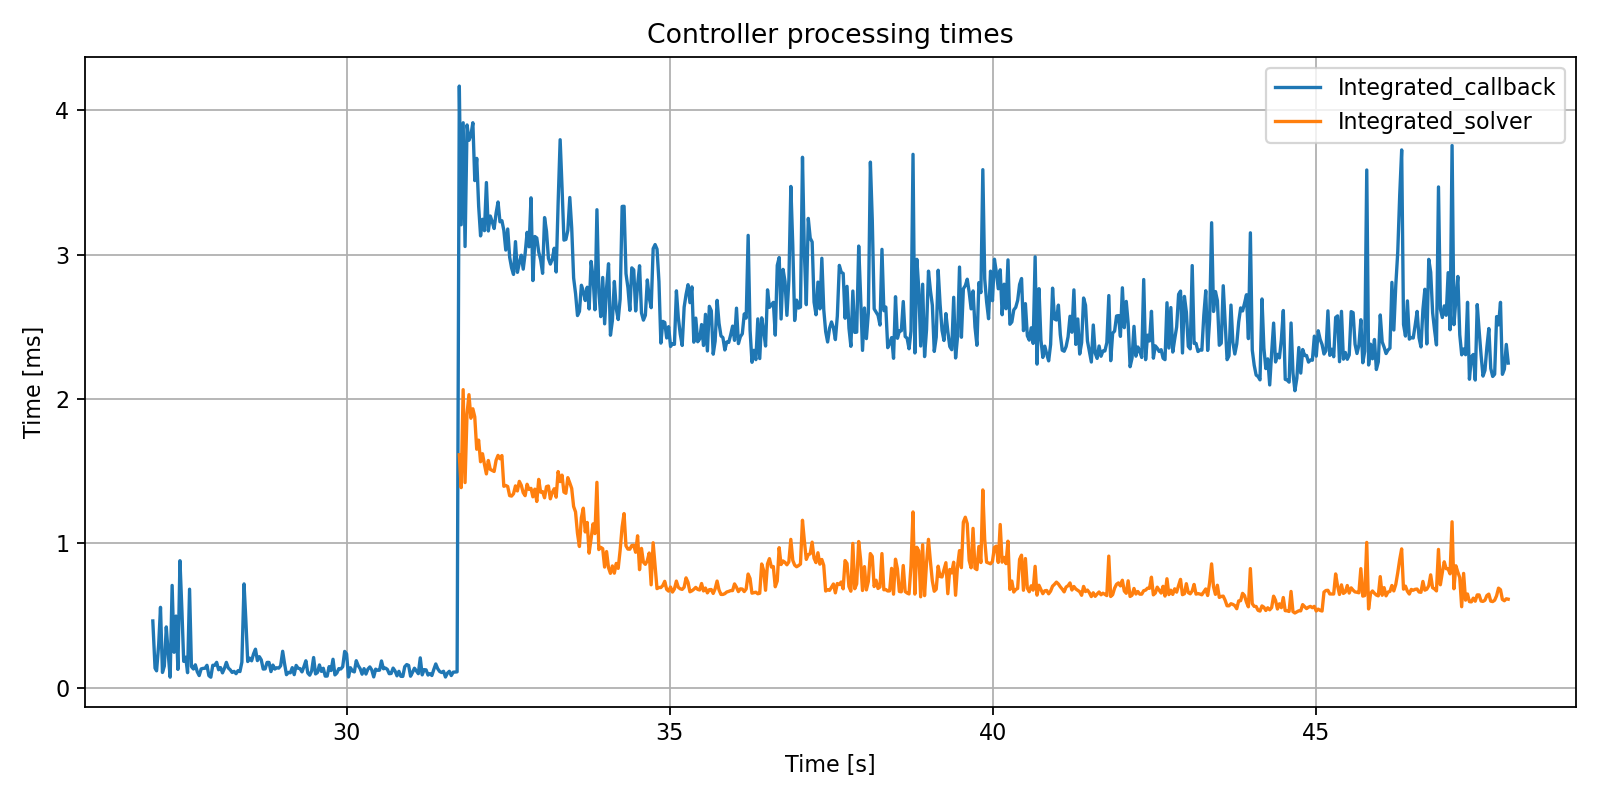 Controller processing times
Integrated_callback
Integrated_solver
Time [ms]
4
3
2
1
0
30
35
40
45
Time [s]